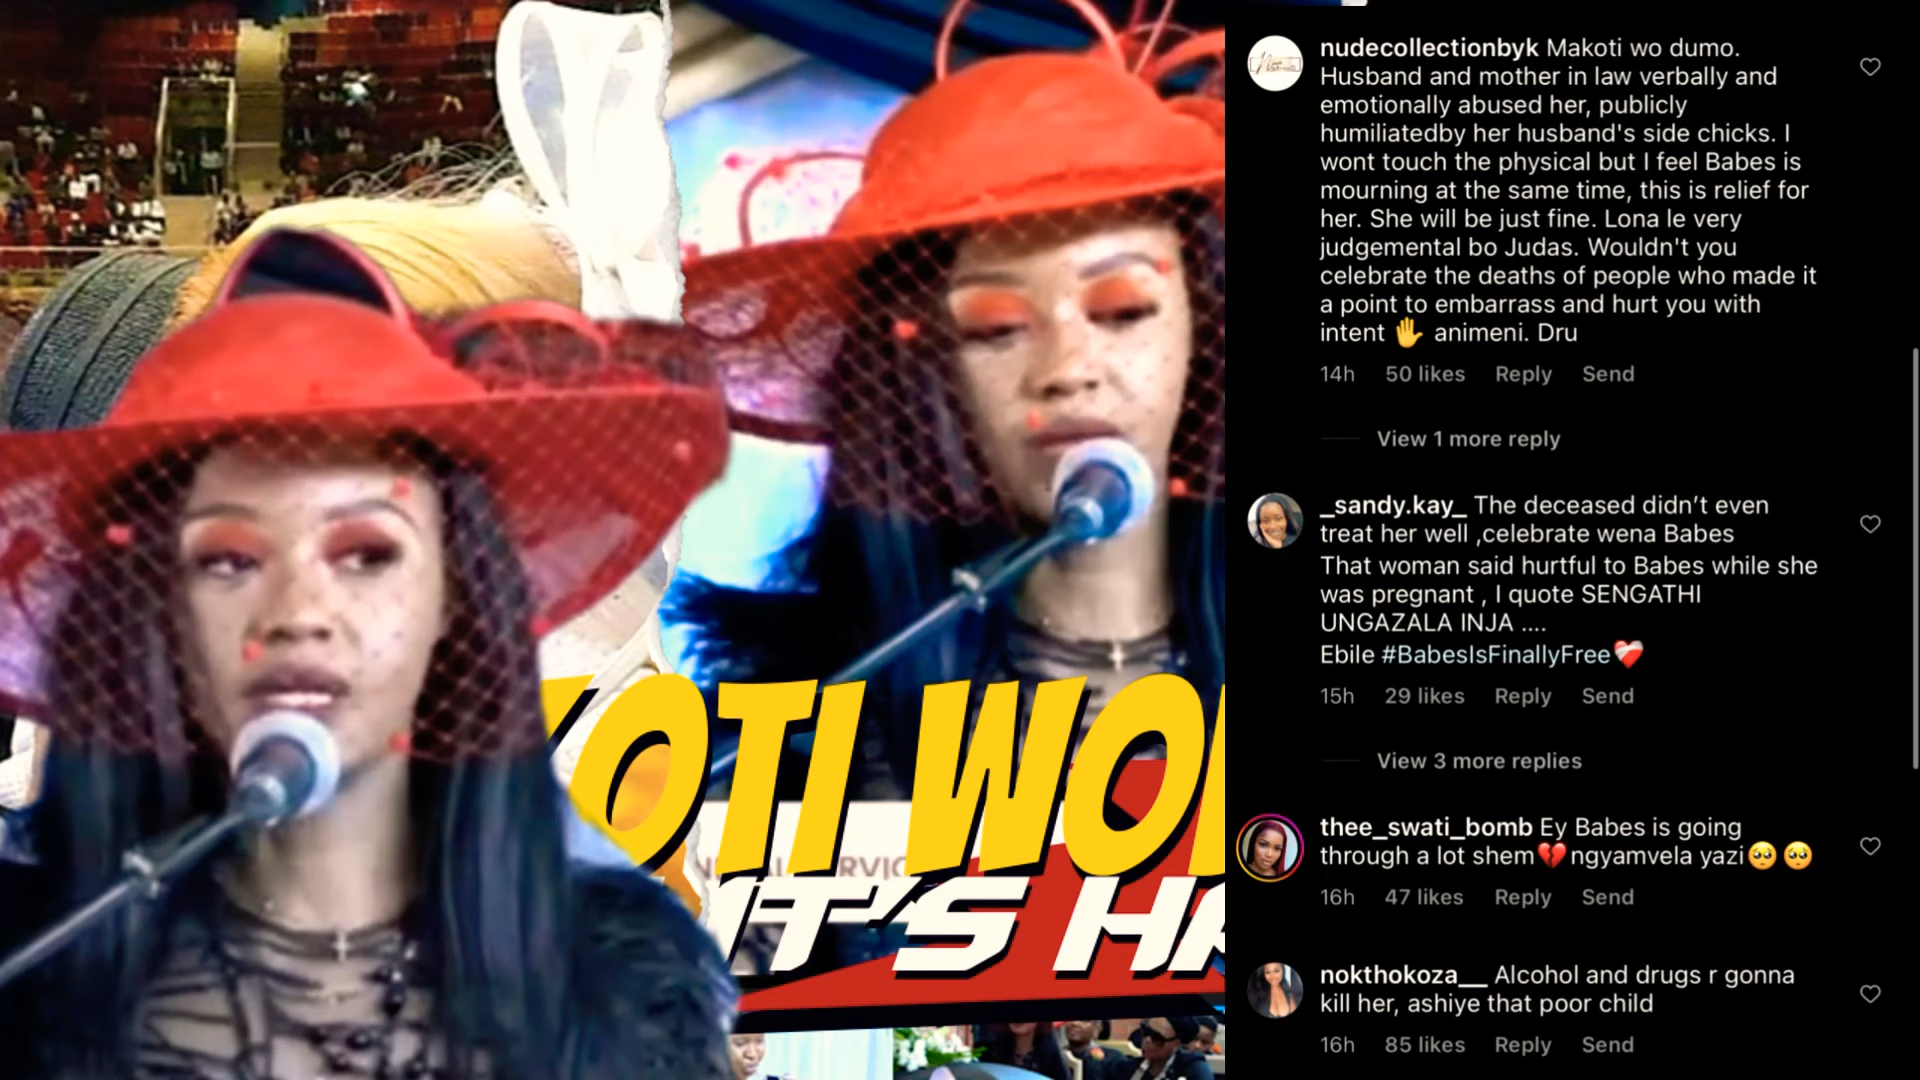 OTI WO
IT'S H
nudecollectionbyk Makoti wo dumo.
Husband and mother in law verbally and
emotionally abused her, publicly
humiliatedby her husband's side chicks. I
wont touch the physical but I feel Babes is
mourning at the same time, this is relief for
her. She will be just fine. Lona le very
judgemental bo Judas. Wouldn't you
celebrate the deaths of people who made it
a point to embarrass and hurt you with
intent ✋ animeni. Dru
14h 50 likes Reply Send
View 1 more reply
_sandy.kay_ The deceased didn’t even
treat her well ,celebrate wena Babes
That woman said hurtful to Babes while she
was pregnant , I quote SENGATHI
UNGAZALA INJA ....
Ebile #BabesIsFinallyFree❤️‍🩹
15h 29 likes Reply Send
View 3 more replies
thee_swati_bomb Ey Babes is going
through a lot shem💔ngyamvela yazi🥺🥺
16h 47 likes Reply Send
nokthokoza__ Alcohol and drugs r gonna
kill her, ashiye that poor child
16h 85 likes Reply Send